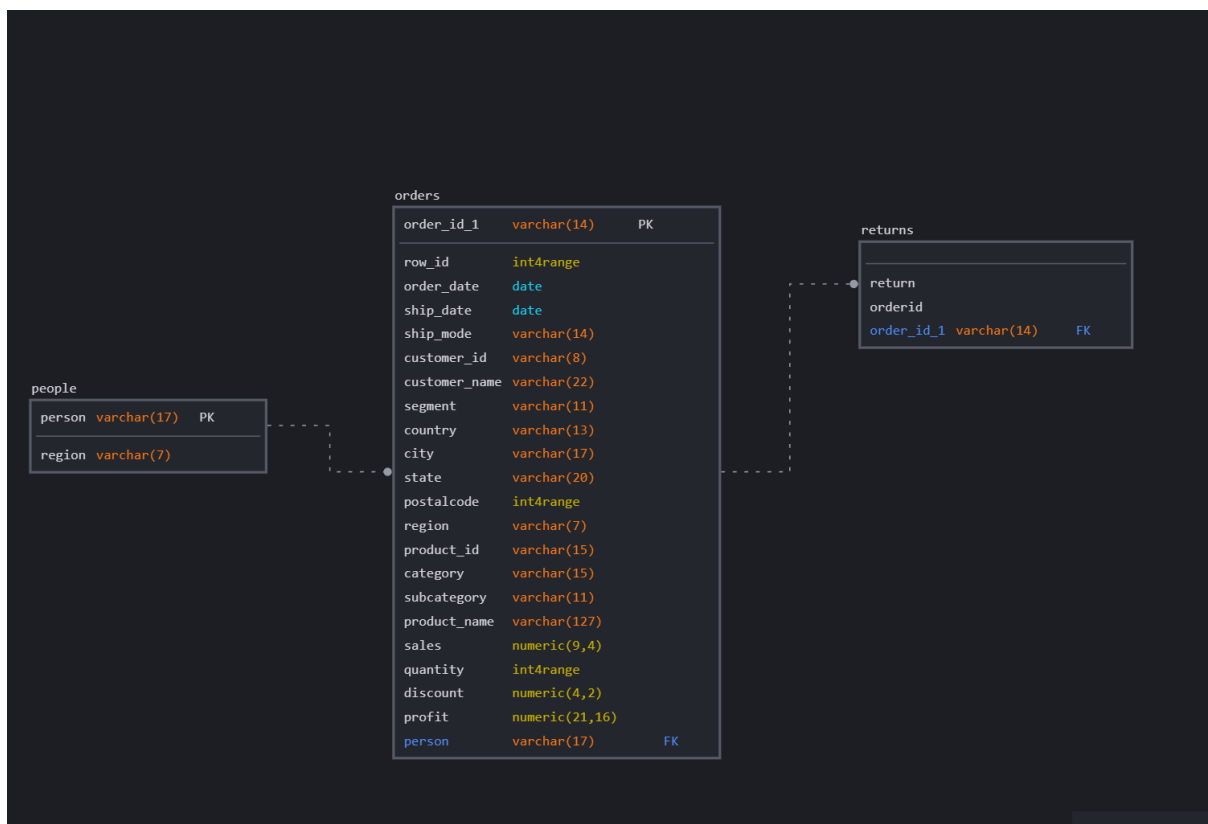 orders
order_id_1 varchar(14) PK
row_id int4range
order_date date
ship_date date
ship_mode varchar(14)
customer_id varchar(8)
customer_name varchar(22)
segment varchar(11)
country varchar(13)
city varchar(17)
state varchar(20)
postalcode int4range
region varchar(7)
product_id varchar(15)
category varchar(15)
subcategory varchar(11)
product_name varchar(127)
sales numeric(9,4)
quantity int4range
discount numeric(4,2)
profit numeric(21,16)
person varchar(17) FK
returns
return
orderid
order_id_1 varchar(14) FK
people
person varchar(17) PK
region varchar(7)